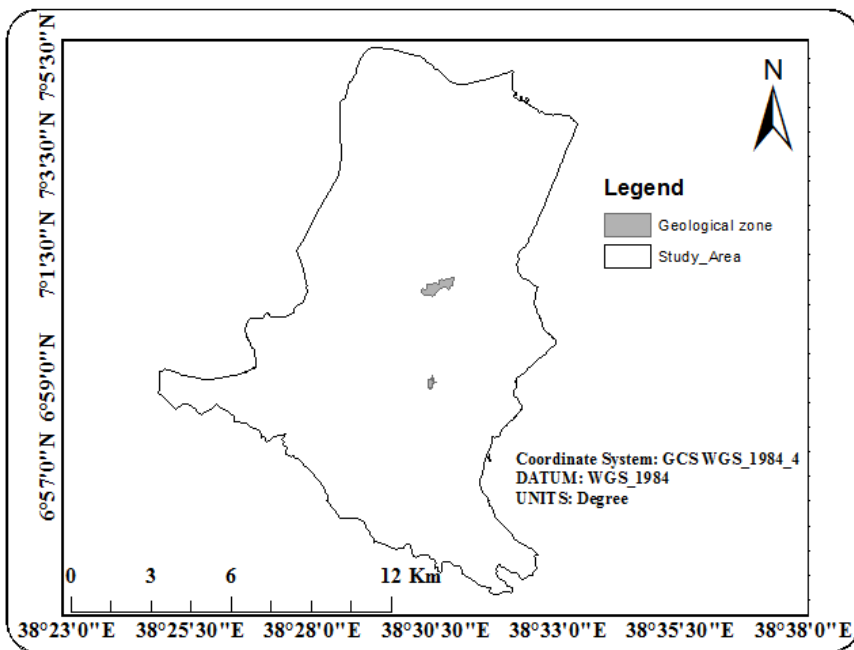 7°5'30"N
7°3'30"N
7°1'30"N
6°59'0"N
6°57'0"N
N
Legend
Geological zone
Study_Area
Coordinate System: GCS WGS_1984_4
DATUM: WGS_1984
UNITS: Degree
0 3 6 12 Km
38°23'0"E 38°25'30"E 38°28'0"E 38°30'30"E 38°33'0"E 38°35'30"E 38°38'0"E